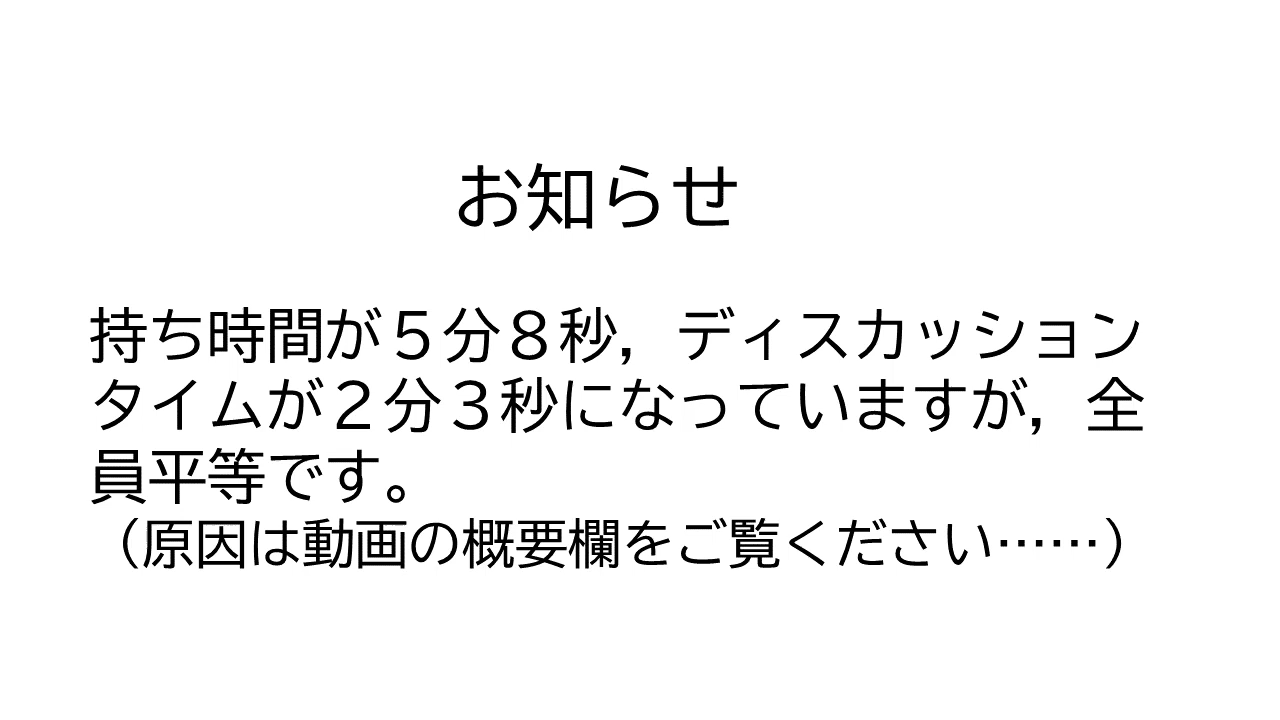 お知らせ
持ち時間が５分８秒，ディスカッション
タイムが２分３秒になっていますが，全
員平等です。
（原因は動画の概要欄をご覧ください……）